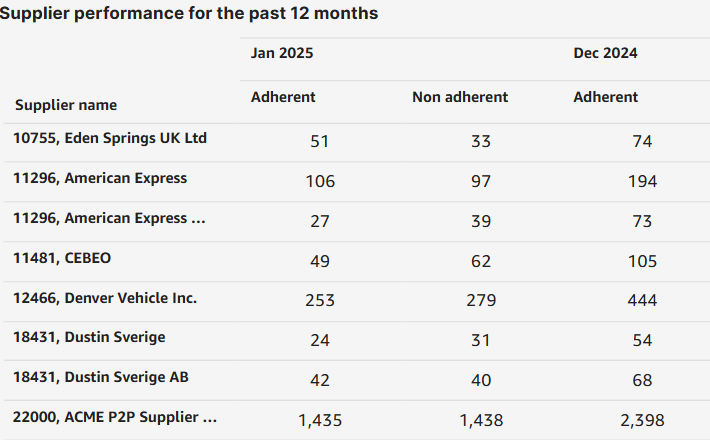 Supplier performance for the past 12 months
Jan 2025 Dec 2024
Supplier name Adherent Non adherent Adherent
10755, Eden Springs UK Ltd 51 33 74
11296, American Express 106 97 194
11296, American Express ... 27 39 73
11481, CEBEO 49 62 105
12466, Denver Vehicle Inc. 253 279 444
18431, Dustin Sverige 24 31 54
18431, Dustin Sverige AB 42 40 68
22000, ACME P2P Supplier ... 1,435 1,438 2,398